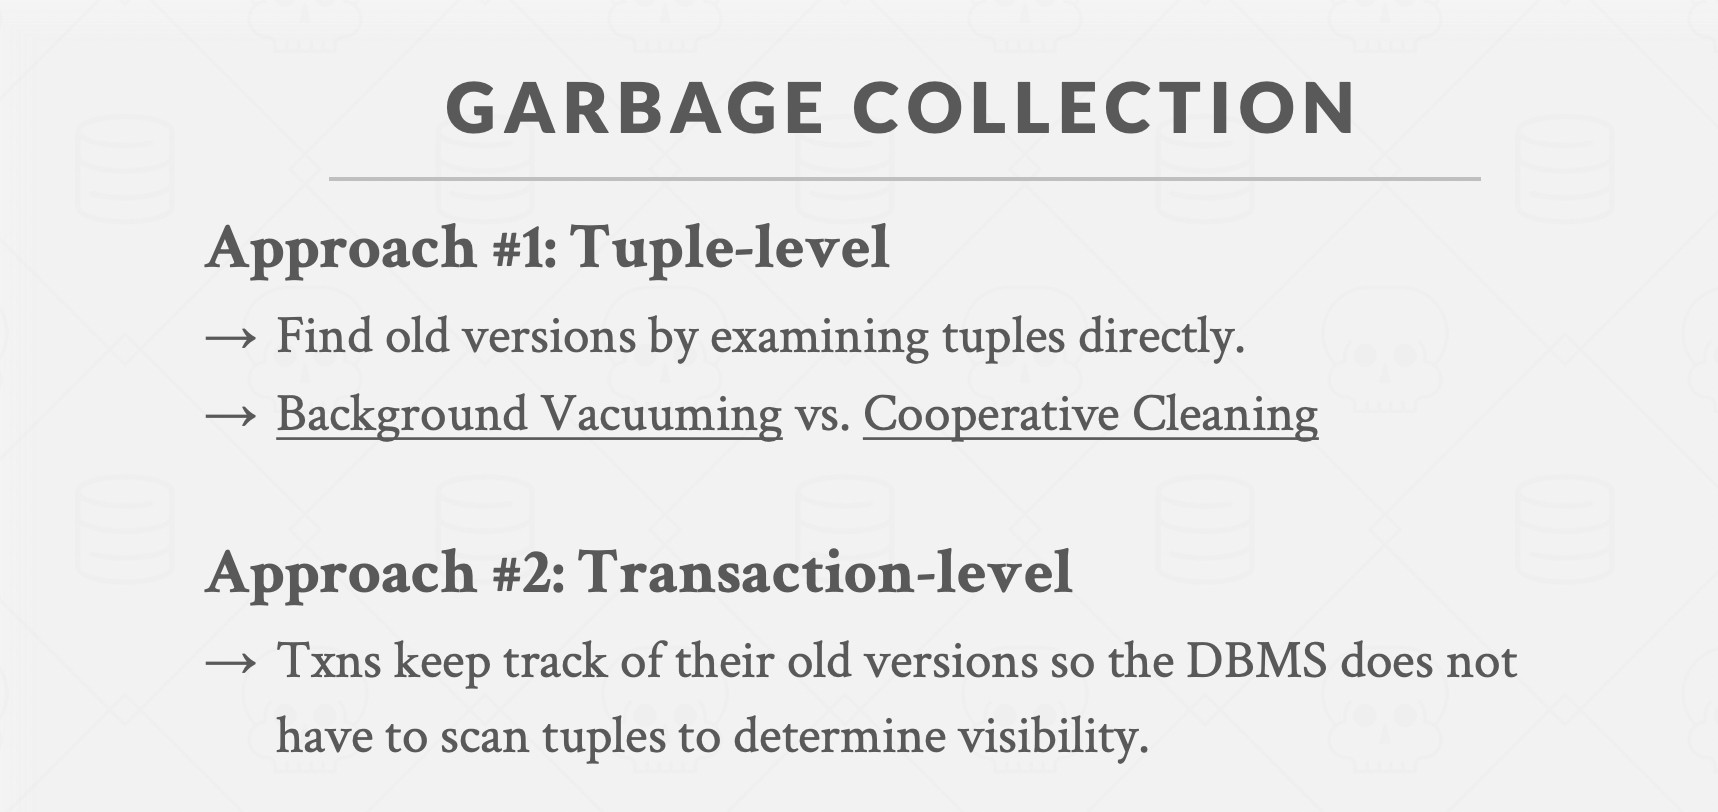 GARBAGE COLLECTION
Approach #1: Tuple-level
→ Find old versions by examining tuples directly.
→ Background Vacuuming vs. Cooperative Cleaning
Approach #2: Transaction-level
→ Txns keep track of their old versions so the DBMS does not
have to scan tuples to determine visibility.